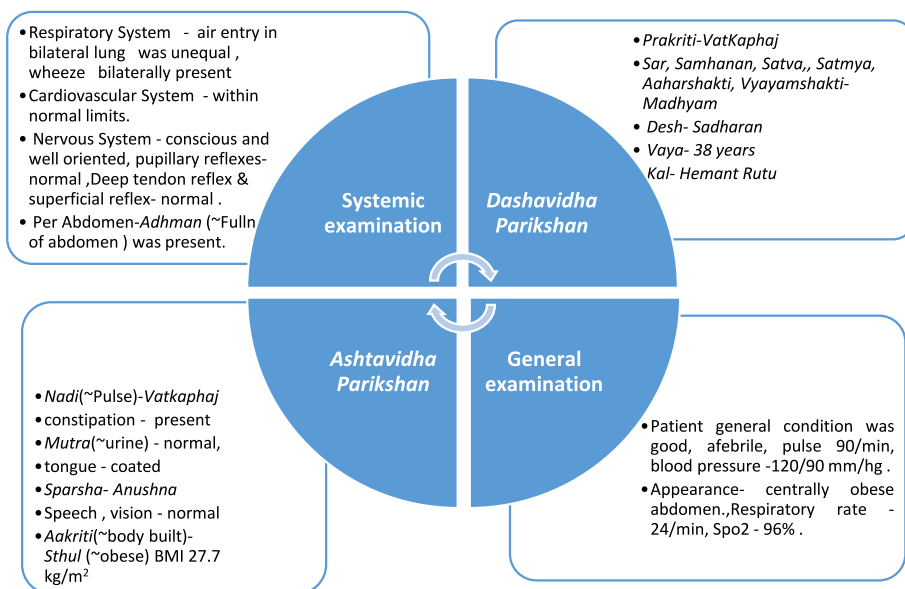 •Respiratory System - air entry in
bilateral lung was unequal ,
wheeze bilaterally present
•Cardiovascular System - within
normal limits.
• Nervous System - conscious and
well oriented, pupillary reflexes-
normal ,Deep tendon reflex &
superficial reflex- normal .
• Per Abdomen-Adhman (~Fulln
of abdomen ) was present.
Systemic
examination
•Prakriti-VatKaphaj
•Sar, Samhanan, Satva,, Satmya,
Aaharshakti, Vyayamshakti-
Madhyam
• Desh- Sadharan
• Vaya- 38 years
Kal- Hemant Rutu
Dashavidha
Parikshan
Ashtavidha
Parikshan
•Nadi(~Pulse)-Vatkaphaj
•constipation - present
•Mutra(~urine) - normal,
•tongue - coated
•Sparsha- Anushna
•Speech , vision - normal
•Aakriti(~body built)-
Sthul (~obese) BMI 27.7
kg/m²
General
examination
•Patient general condition was
good, afebrile, pulse 90/min,
blood pressure -120/90 mm/hg .
•Appearance- centrally obese
abdomen.,Respiratory rate -
24/min, Spo2 - 96% .